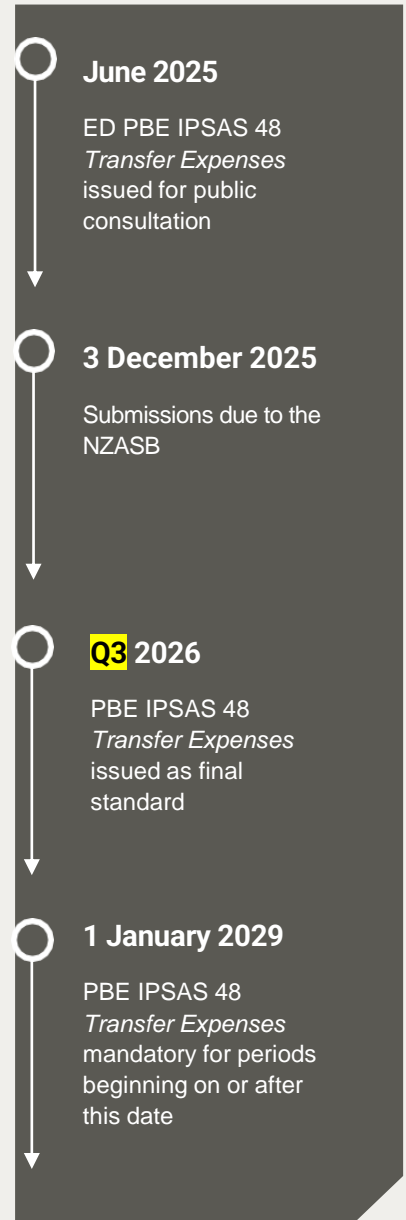 June 2025
ED PBE IPSAS 48
Transfer Expenses
issued for public
consultation
3 December 2025
Submissions due to the
NZASB
Q3 2026
PBE IPSAS 48
Transfer Expenses
issued as final
standard
1 January 2029
PBE IPSAS 48
Transfer Expenses
mandatory for periods
beginning on or after
this date